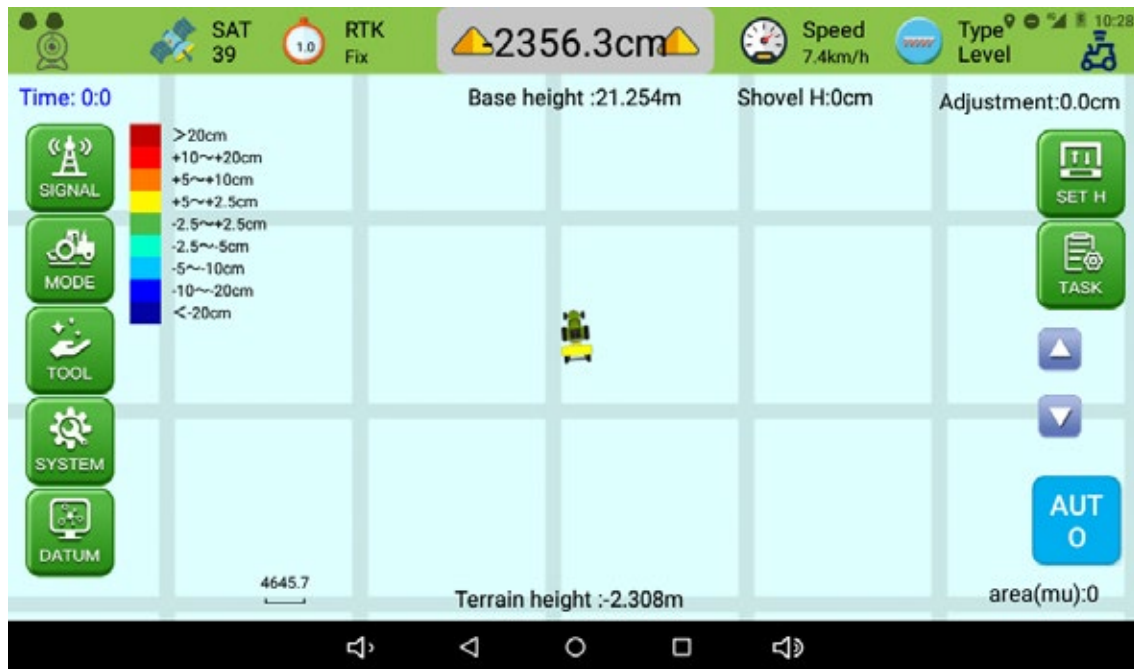 SAT
39
1.0
RTK
Fix
-2356.3cm
Speed
7.4km/h
Type
Level
10:28
Time: 0:0
Base height :21.254m
Shovel H:0cm
Adjustment:0.0cm
SIGNAL
MODE
TOOL
SYSTEM
DATUM
>20cm
+10~+20cm
+5~+10cm
+5~+2.5cm
-2.5~+2.5cm
-2.5~-5cm
-5~-10cm
-10~-20cm
<-20cm
SET H
TASK
AUT
O
4645.7
Terrain height :-2.308m
area(mu):0